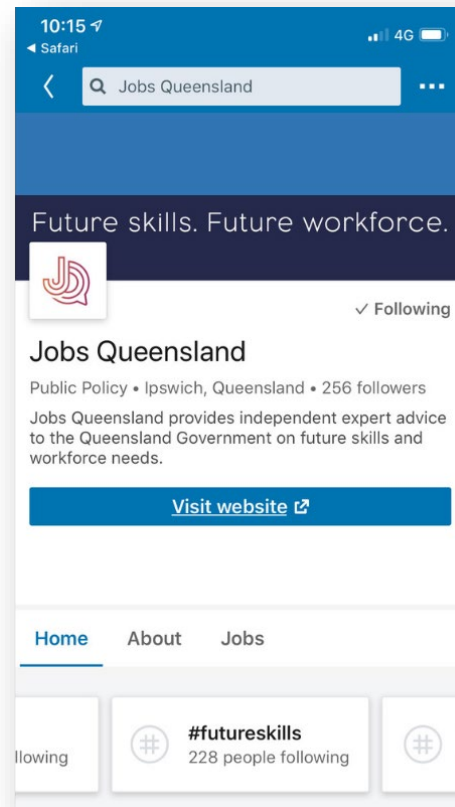 10:15
4G
Safari
Jobs Queensland
Future skills. Future workforce.
JQ
Following
Jobs Queensland
Public Policy • Ipswich, Queensland • 256 followers
Jobs Queensland provides independent expert advice
to the Queensland Government on future skills and
workforce needs.
Visit website
Home About Jobs
llowing
#futureskills
228 people following